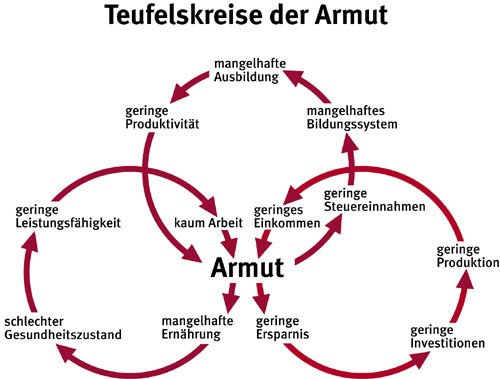 Teufelskreise der Armut
mangelhafte
Ausbildung
geringe
Produktivität
mangelhaftes
Bildungssystem
geringe
Steuereinnahmen
geringe
Leistungsfähigkeit
kaum Arbeit
geringes
Einkommen
geringe
Produktion
Armut
schlechter
Gesundheitszustand
mangelhafte
Ernährung
geringe
Ersparnis
geringe
Investitionen